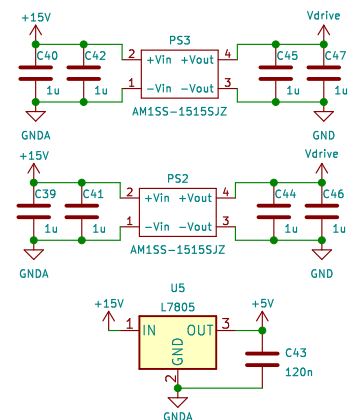 +15V
Vdrive
PS3
C40
C42
2
+Vin
+Vout
4
C45
C47
1u
1u
1
-Vin
-Vout
3
1u
1u
GNDA
AM1SS-1515SJZ
GND
+15V
Vdrive
PS2
C39
C41
2
+Vin
+Vout
4
C44
C46
1u
1u
1
-Vin
-Vout
3
1u
1u
GNDA
AM1SS-1515SJZ
GND
U5
+15V
L7805
+5V
1
IN
OUT
3
GND
2
C43
120n
GNDA